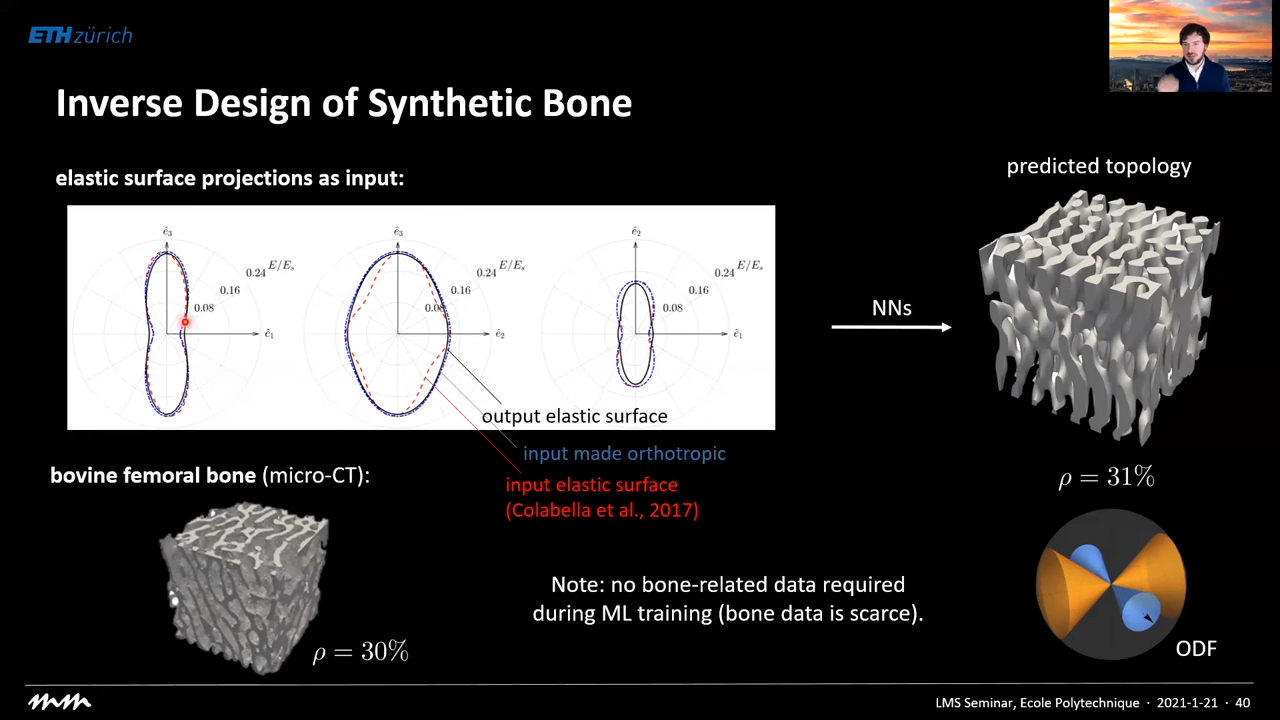 ETH zürich
Inverse Design of Synthetic Bone
elastic surface projections as input:
ê₃
0.24 E/Eₛ
0.16
0.08
ê₁
ê₃
0.24 E/Eₛ
0.16
0.08
ê₂
ê₂
0.24 E/Eₛ
0.16
0.08
ê₁
output elastic surface
input made orthotropic
input elastic surface
(Colabella et al., 2017)
NNs
predicted topology
ρ = 31%
bovine femoral bone (micro-CT):
ρ = 30%
Note: no bone-related data required
during ML training (bone data is scarce).
ODF
LMS Seminar, Ecole Polytechnique · 2021-1-21 · 40